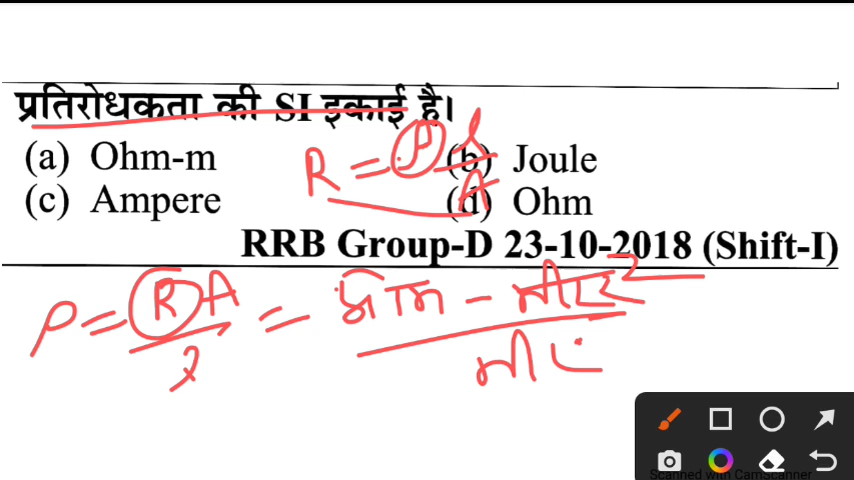 प्रतिरोधकता की SI इकाई है।
(a) Ohm-m (b) Joule
R = ρ l/A
(c) Ampere (d) Ohm
RRB Group-D 23-10-2018 (Shift-I)
ρ = RA/l = ओम - मीटर²/मीटर
Scanned with CamScanner